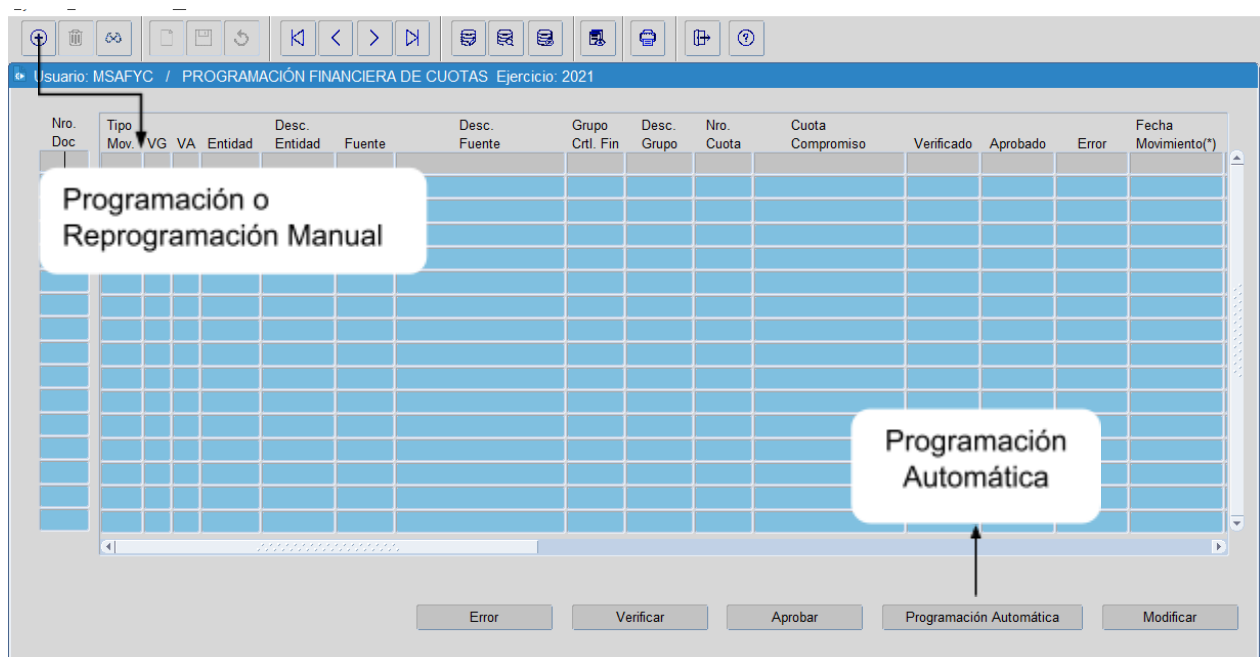 Usuario: MSAFYC / PROGRAMACIÓN FINANCIERA DE CUOTAS Ejercicio: 2021
Nro. Tipo Desc. Desc. Grupo Desc. Nro. Cuota Fecha
Doc Mov. VG VA Entidad Entidad Fuente Fuente Crtl. Fin Grupo Cuota Compromiso Verificado Aprobado Error Movimiento(*)
Programación o
Reprogramación Manual
Programación
Automática
Error Verificar Aprobar Programación Automática Modificar